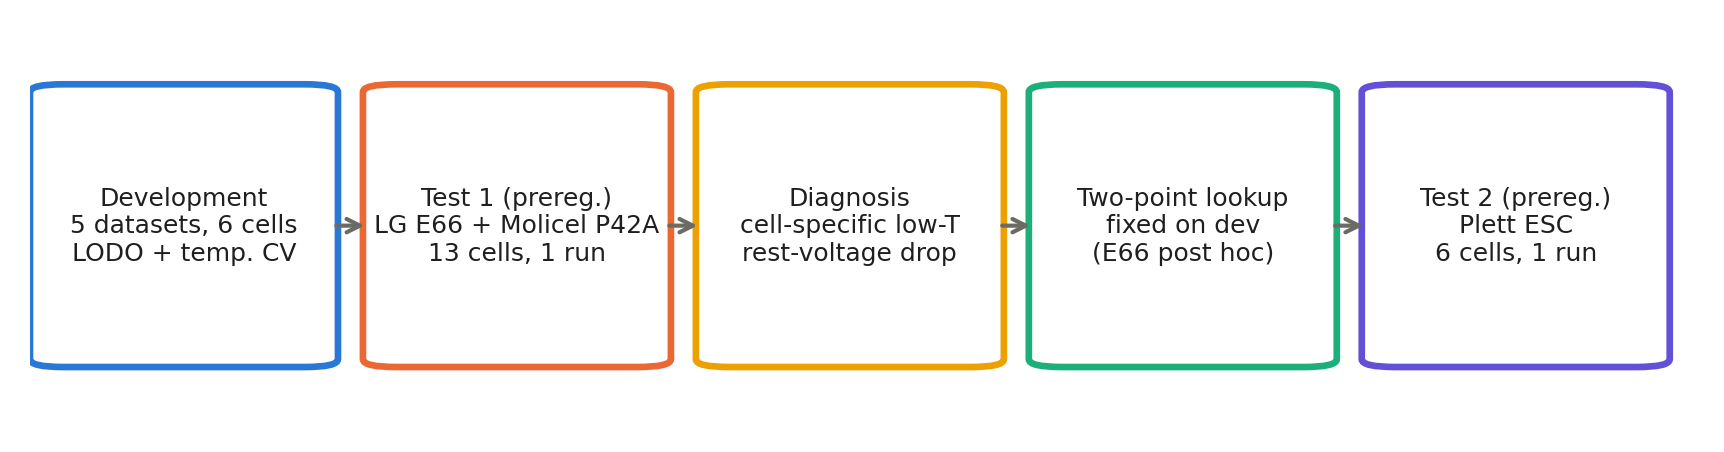 Development
5 datasets, 6 cells
LODO + temp. CV
Test 1 (prereg.)
LG E66 + Molicel P42A
13 cells, 1 run
Diagnosis
cell-specific low-T
rest-voltage drop
Two-point lookup
fixed on dev
(E66 post hoc)
Test 2 (prereg.)
Plett ESC
6 cells, 1 run